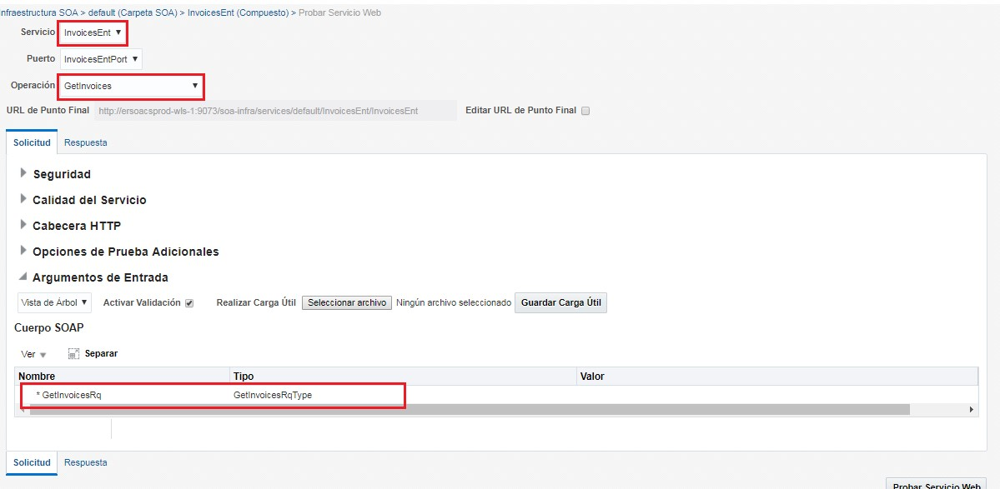 nfraestructura SOA > default (Carpeta SOA) > InvoicesEnt (Compuesto) > Probar Servicio Web
Servicio InvoicesEnt
Puerto InvoicesEntPort
Operación GetInvoices
URL de Punto Final http://ersoacsprod-wls-1:9073/soa-infra/services/default/InvoicesEnt/InvoicesEnt Editar URL de Punto Final
Solicitud Respuesta
Seguridad
Calidad del Servicio
Cabecera HTTP
Opciones de Prueba Adicionales
Argumentos de Entrada
Vista de Árbol Activar Validación Realizar Carga Útil Seleccionar archivo Ningún archivo seleccionado Guardar Carga Útil
Cuerpo SOAP
Ver Separar
Nombre Tipo Valor
* GetInvoicesRq GetInvoicesRqType
Solicitud Respuesta
Probar Servicio Web